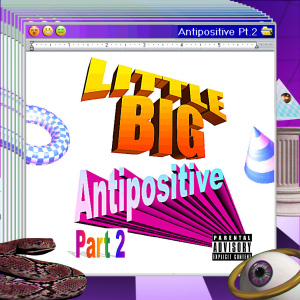 Antipositive Pt.2
LITTLE
BIG
Antipositive
Part 2
PARENTAL
ADVISORY
EXPLICIT CONTENT